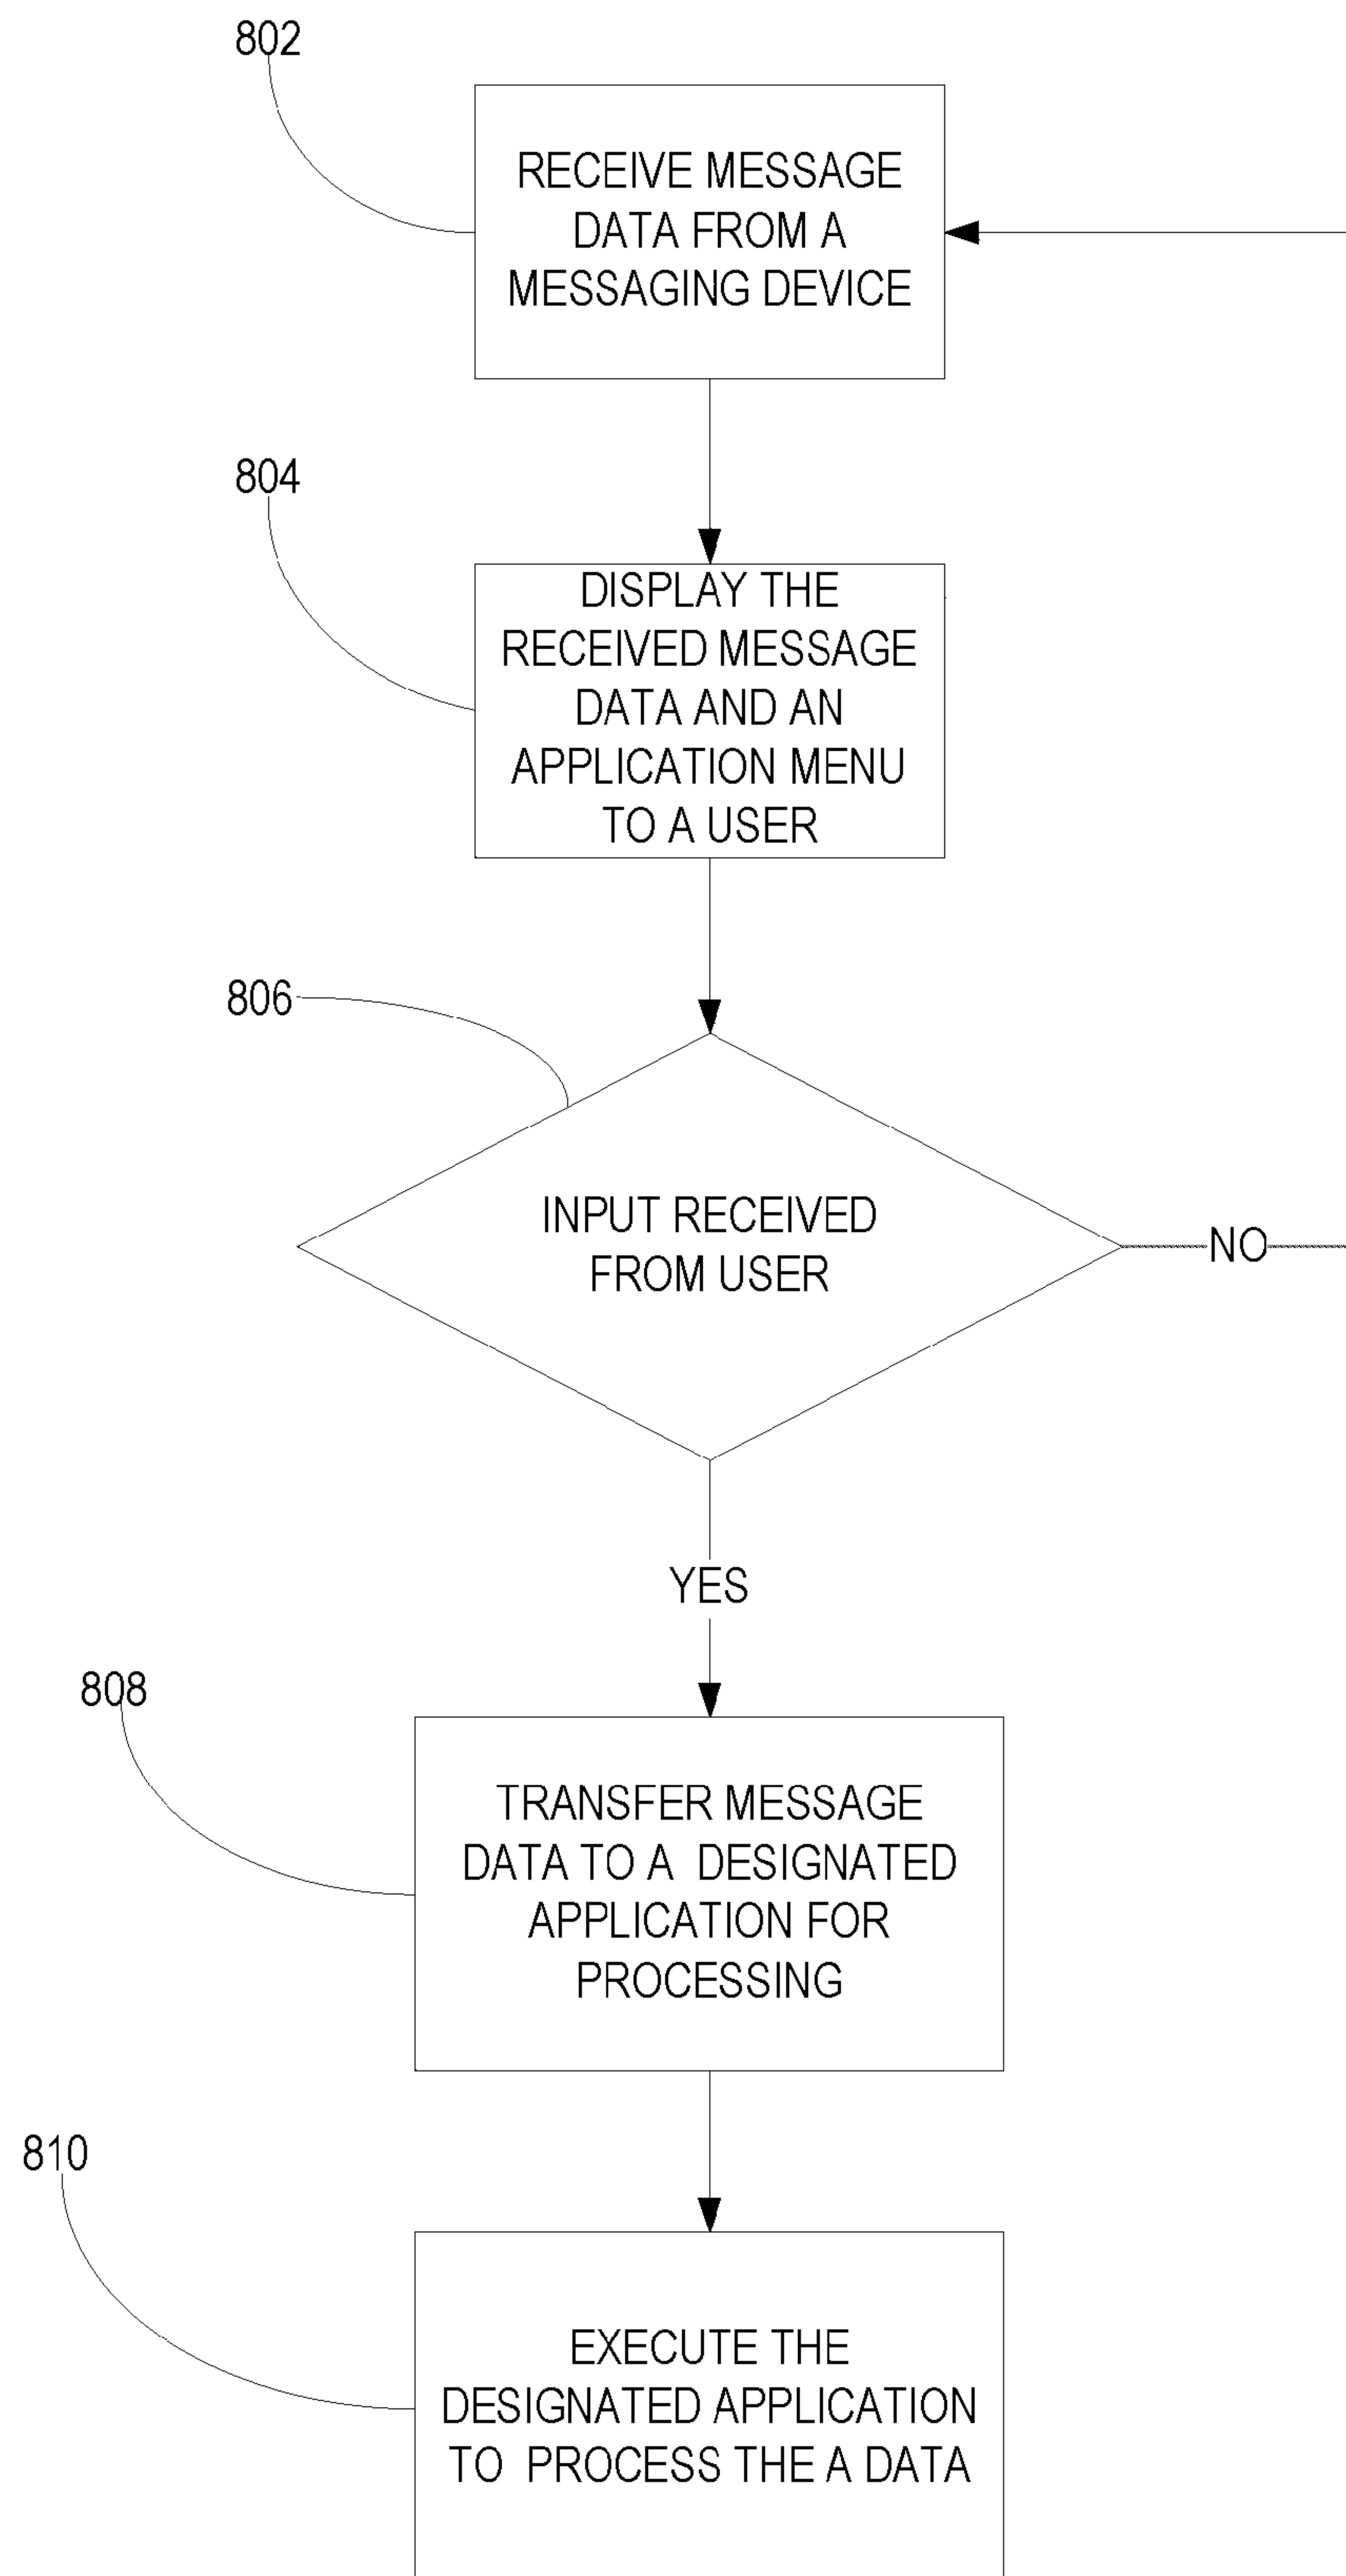 802
RECEIVE MESSAGE
DATA FROM A
MESSAGING DEVICE
804
DISPLAY THE
RECEIVED MESSAGE
DATA AND AN
APPLICATION MENU
TO A USER
806
INPUT RECEIVED
FROM USER
NO
YES
808
TRANSFER MESSAGE
DATA TO A DESIGNATED
APPLICATION FOR
PROCESSING
810
EXECUTE THE
DESIGNATED APPLICATION
TO PROCESS THE A DATA